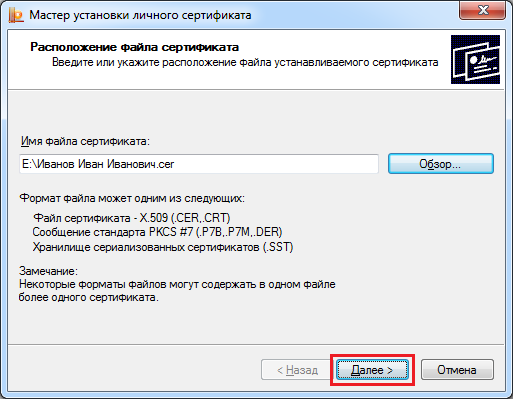 Мастер установки личного сертификата
Расположение файла сертификата
Введите или укажите расположение файла устанавливаемого сертификата
Имя файла сертификата:
E:\Иванов Иван Иванович.cer
Обзор...
Формат файла может одним из следующих:
Файл сертификата - X.509 (.CER,.CRT)
Сообщение стандарта PKCS #7 (.P7B,.P7M,.DER)
Хранилище сериализованных сертификатов (.SST)
Замечание:
Некоторые форматы файлов могут содержать в одном файле
более одного сертификата.
< Назад
Далее >
Отмена